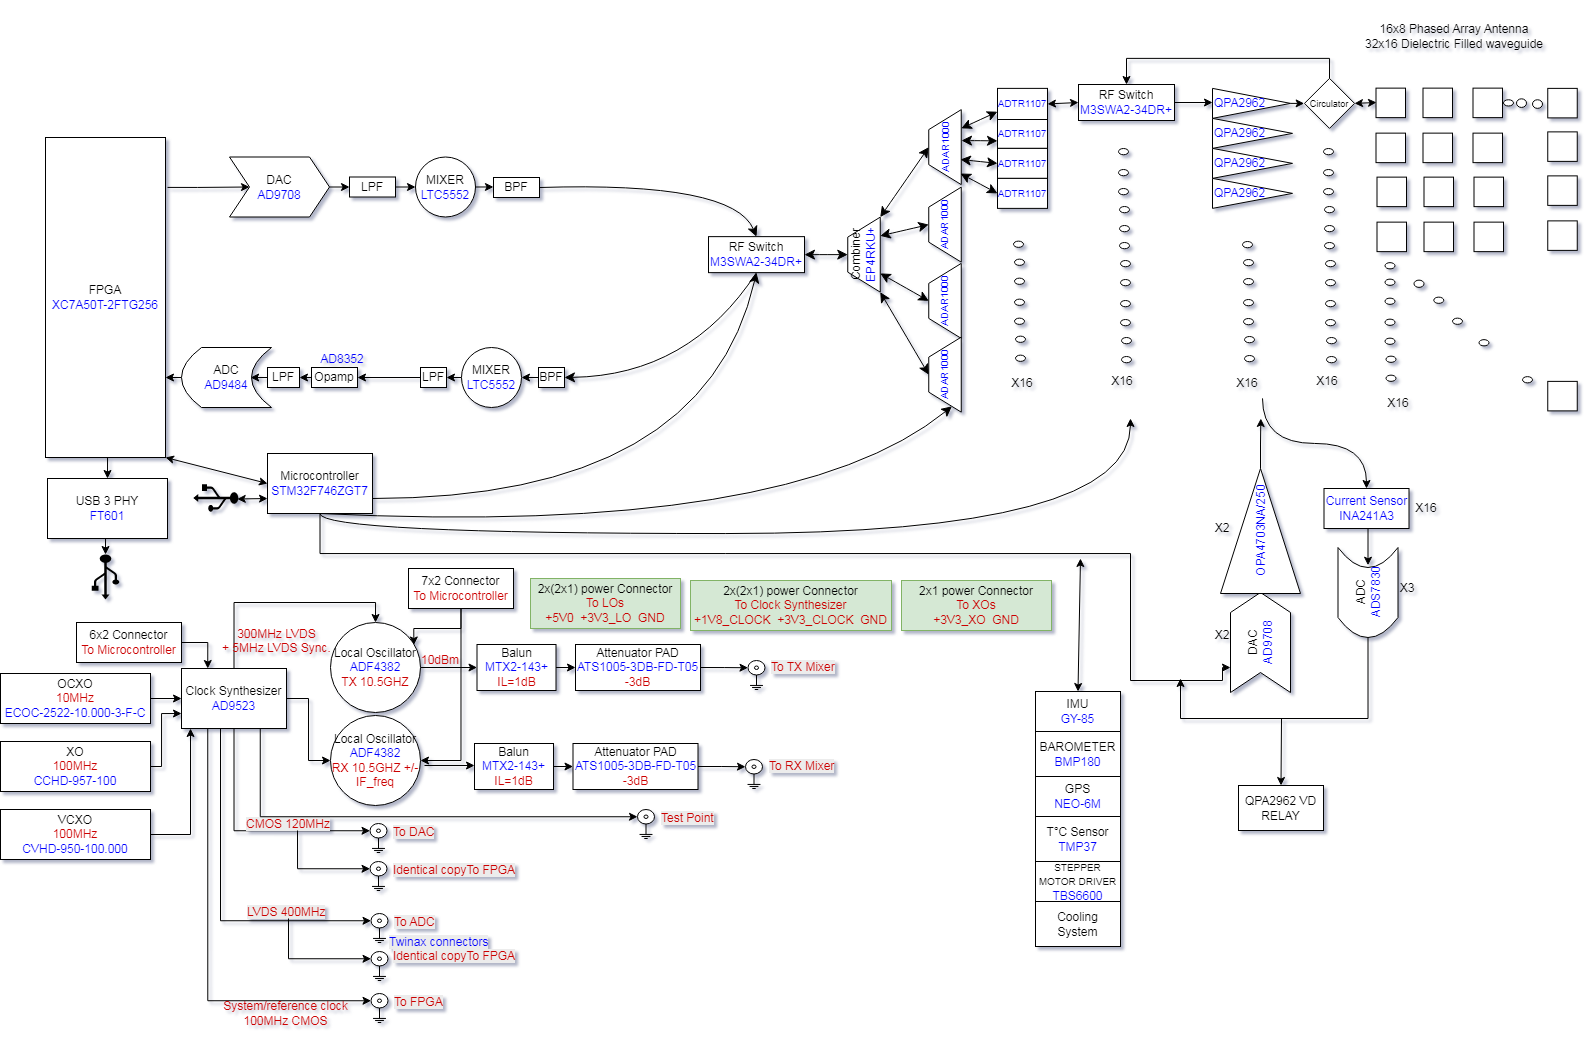 16x8 Phased Array Antenna
32x16 Dielectric Filled waveguide
FPGA
XC7A50T-2FTG256
DAC
AD9708
LPF
MIXER
LTC5552
BPF
RF Switch
M3SWA2-34DR+
Combiner
EP4RKU+
ADAR1000
ADAR1000
ADAR1000
ADAR1000
ADTR1107
ADTR1107
ADTR1107
ADTR1107
X16
RF Switch
M3SWA2-34DR+
X16
QPA2962
QPA2962
QPA2962
QPA2962
X16
Circulator
X16
X16
ADC
AD9484
LPF
AD8352
Opamp
LPF
MIXER
LTC5552
BPF
Microcontroller
STM32F746ZGT7
USB 3 PHY
FT601
Current Sensor
INA241A3
X16
X2
OPA4703NA/250
X2
DAC
AD9708
ADC
ADS7830
X3
QPA2962 VD
RELAY
7x2 Connector
To Microcontroller
2x(2x1) power Connector
To LOs
+5V0 +3V3_LO GND
2x(2x1) power Connector
To Clock Synthesizer
+1V8_CLOCK +3V3_CLOCK GND
2x1 power Connector
To XOs
+3V3_XO GND
6x2 Connector
To Microcontroller
300MHz LVDS
+ 5MHz LVDS Sync.
Local Oscillator
ADF4382
TX 10.5GHZ
10dBm
Balun
MTX2-143+
IL=1dB
Attenuator PAD
ATS1005-3DB-FD-T05
-3dB
To TX Mixer
OCXO
10MHz
ECOC-2522-10.000-3-F-C
Clock Synthesizer
AD9523
XO
100MHz
CCHD-957-100
Local Oscillator
ADF4382
RX 10.5GHZ +/-
IF_freq
Balun
MTX2-143+
IL=1dB
Attenuator PAD
ATS1005-3DB-FD-T05
-3dB
To RX Mixer
VCXO
100MHz
CVHD-950-100.000
Test Point
CMOS 120MHz
To DAC
Identical copyTo FPGA
LVDS 400MHz
To ADC
Twinax connectors
Identical copyTo FPGA
System/reference clock
100MHz CMOS
To FPGA
IMU
GY-85
BAROMETER
BMP180
GPS
NEO-6M
T°C Sensor
TMP37
STEPPER
MOTOR DRIVER
TBS6600
Cooling
System